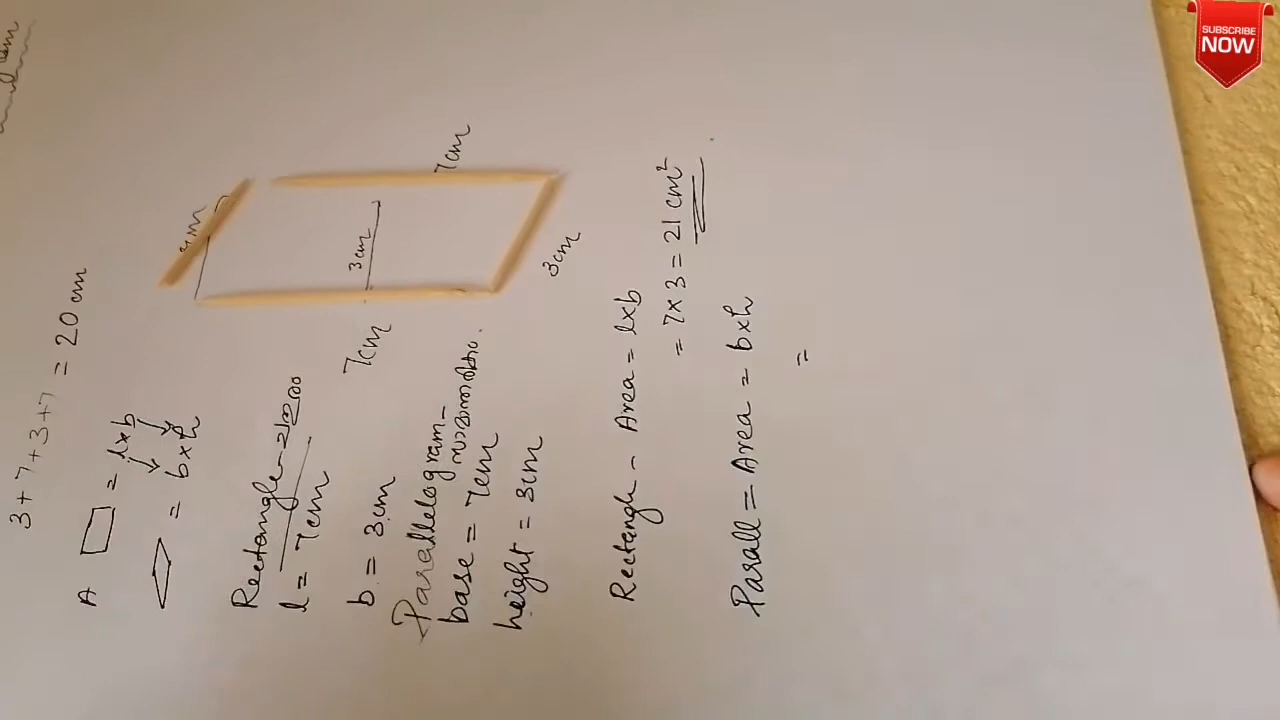 3+7+3+7 = 20 cm
A = l×b
= b×h
Rectangle-
l = 7cm
b = 3cm
Parallelogram-
base = 7cm
height = 3cm
7cm
3cm
7cm
3cm
Rectangle - Area = l×b
= 7×3 = 21 cm²
Parall = Area = b×h
=
SUBSCRIBE
NOW